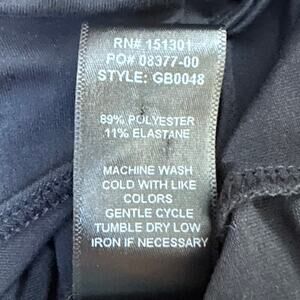 RN# 151301
PO# 08377-00
STYLE: GB0048
89% POLYESTER
11% ELASTANE
MACHINE WASH
COLD WITH LIKE
COLORS
GENTLE CYCLE
TUMBLE DRY LOW
IRON IF NECESSARY